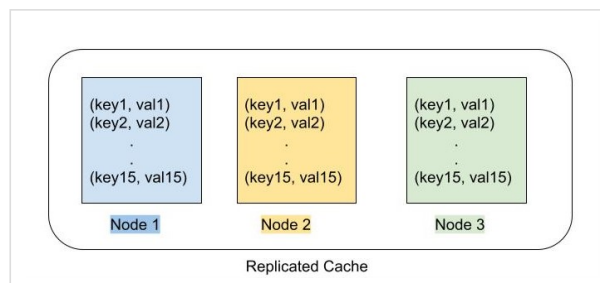 (key1, val1)
(key2, val2)
.
.
(key15, val15)
Node 1
(key1, val1)
(key2, val2)
.
.
(key15, val15)
Node 2
(key1, val1)
(key2, val2)
.
.
(key15, val15)
Node 3
Replicated Cache